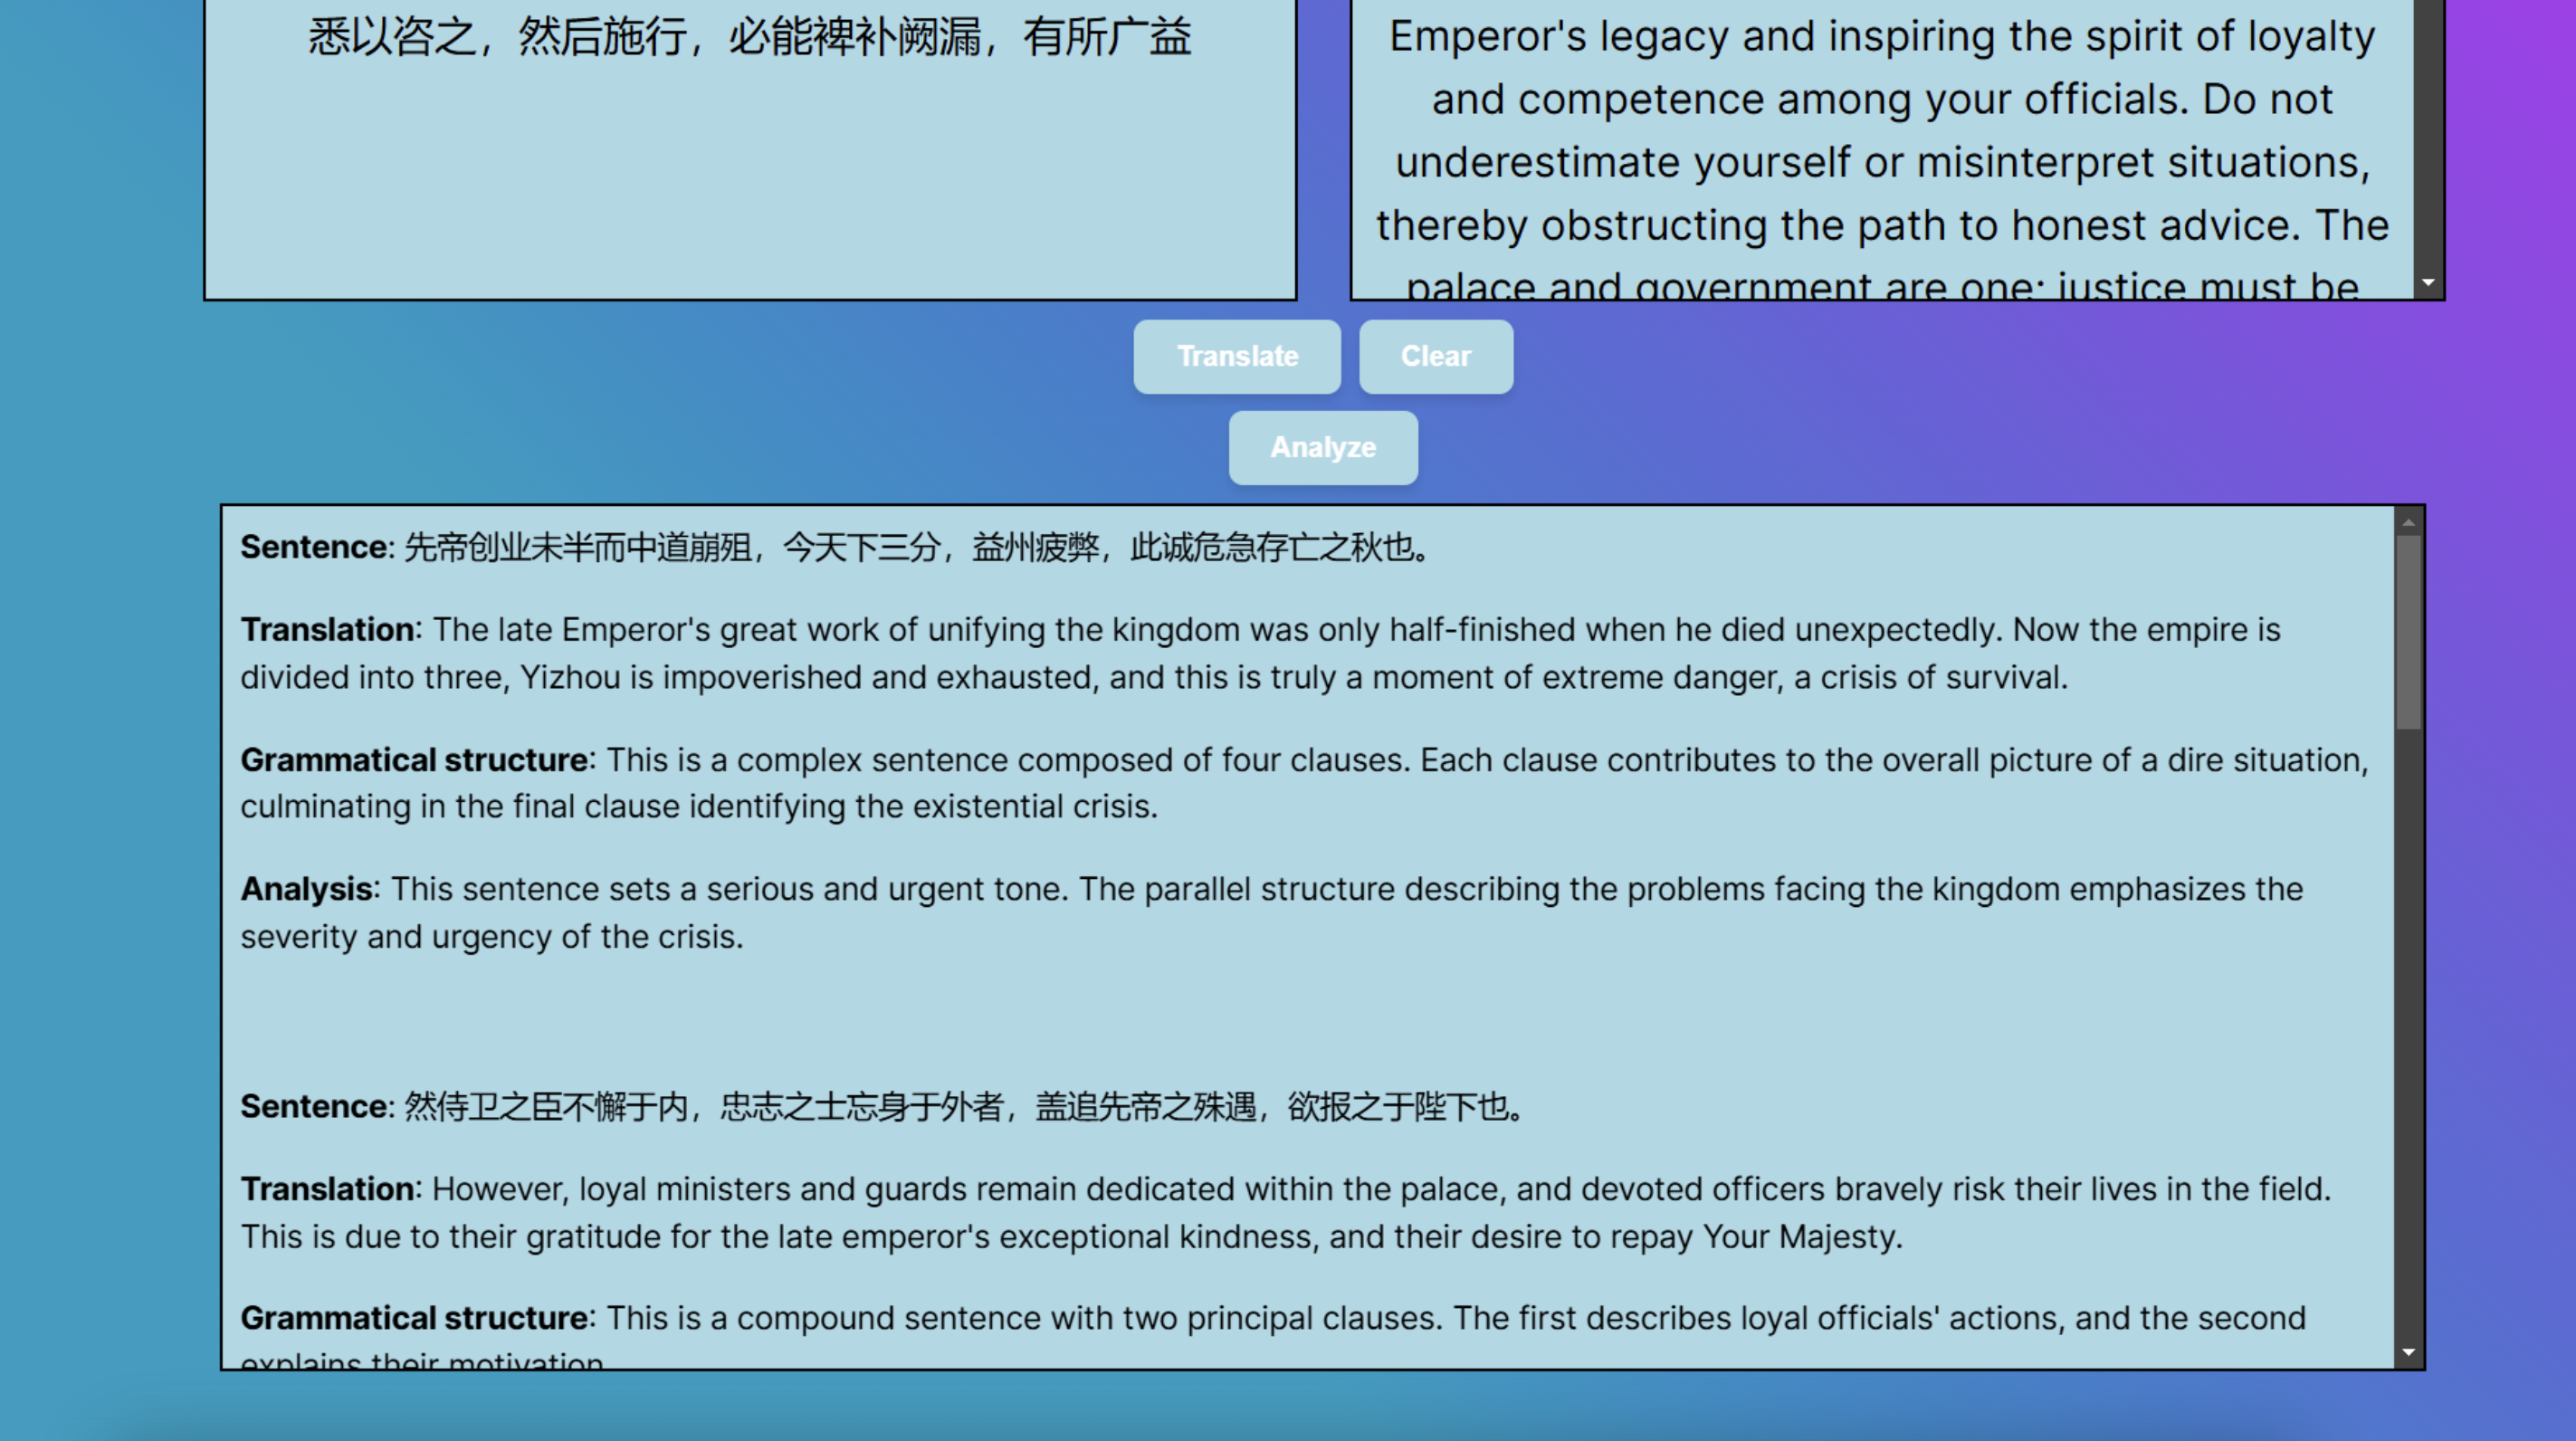 悉以咨之，然后施行，必能裨补阙漏，有所广益
Emperor's legacy and inspiring the spirit of loyalty
and competence among your officials. Do not
underestimate yourself or misinterpret situations,
thereby obstructing the path to honest advice. The
palace and government are one; justice must be
Translate
Clear
Analyze
Sentence: 先帝创业未半而中道崩殂，今天下三分，益州疲弊，此诚危急存亡之秋也。
Translation: The late Emperor's great work of unifying the kingdom was only half-finished when he died unexpectedly. Now the empire is
divided into three, Yizhou is impoverished and exhausted, and this is truly a moment of extreme danger, a crisis of survival.
Grammatical structure: This is a complex sentence composed of four clauses. Each clause contributes to the overall picture of a dire situation,
culminating in the final clause identifying the existential crisis.
Analysis: This sentence sets a serious and urgent tone. The parallel structure describing the problems facing the kingdom emphasizes the
severity and urgency of the crisis.
Sentence: 然侍卫之臣不懈于内，忠志之士忘身于外者，盖追先帝之殊遇，欲报之于陛下也。
Translation: However, loyal ministers and guards remain dedicated within the palace, and devoted officers bravely risk their lives in the field.
This is due to their gratitude for the late emperor's exceptional kindness, and their desire to repay Your Majesty.
Grammatical structure: This is a compound sentence with two principal clauses. The first describes loyal officials' actions, and the second
explains their motivation